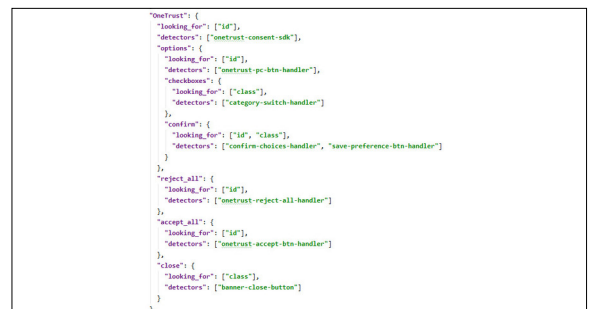 "OneTrust": {
"looking_for": ["id"],
"detectors": ["onetrust-consent-sdk"],
"options": {
"looking_for": ["id"],
"detectors": ["onetrust-pc-btn-handler"],
"checkboxes": {
"looking_for": ["class"],
"detectors": ["category-switch-handler"]
},
"confirm": {
"looking_for": ["id", "class"],
"detectors": ["confirm-choices-handler", "save-preference-btn-handler"]
}
},
"reject_all": {
"looking_for": ["id"],
"detectors": ["onetrust-reject-all-handler"]
},
"accept_all": {
"looking_for": ["id"],
"detectors": ["onetrust-accept-btn-handler"]
},
"close": {
"looking_for": ["class"],
"detectors": ["banner-close-button"]
}
}